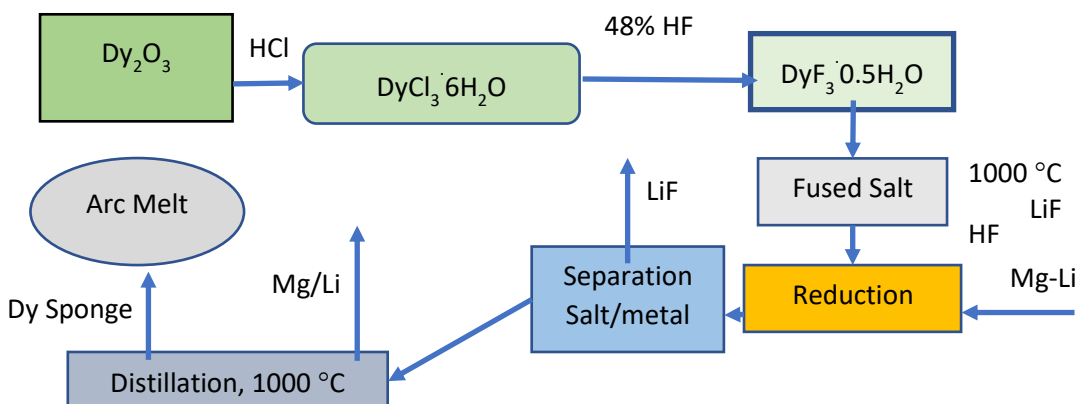 Dy₂O₃
HCl
DyCl₃·6H₂O
48% HF
DyF₃·0.5H₂O
Fused Salt
1000 °C
LiF
HF
Reduction
Mg-Li
Separation
Salt/metal
LiF
Distillation, 1000 °C
Mg/Li
Dy Sponge
Arc Melt